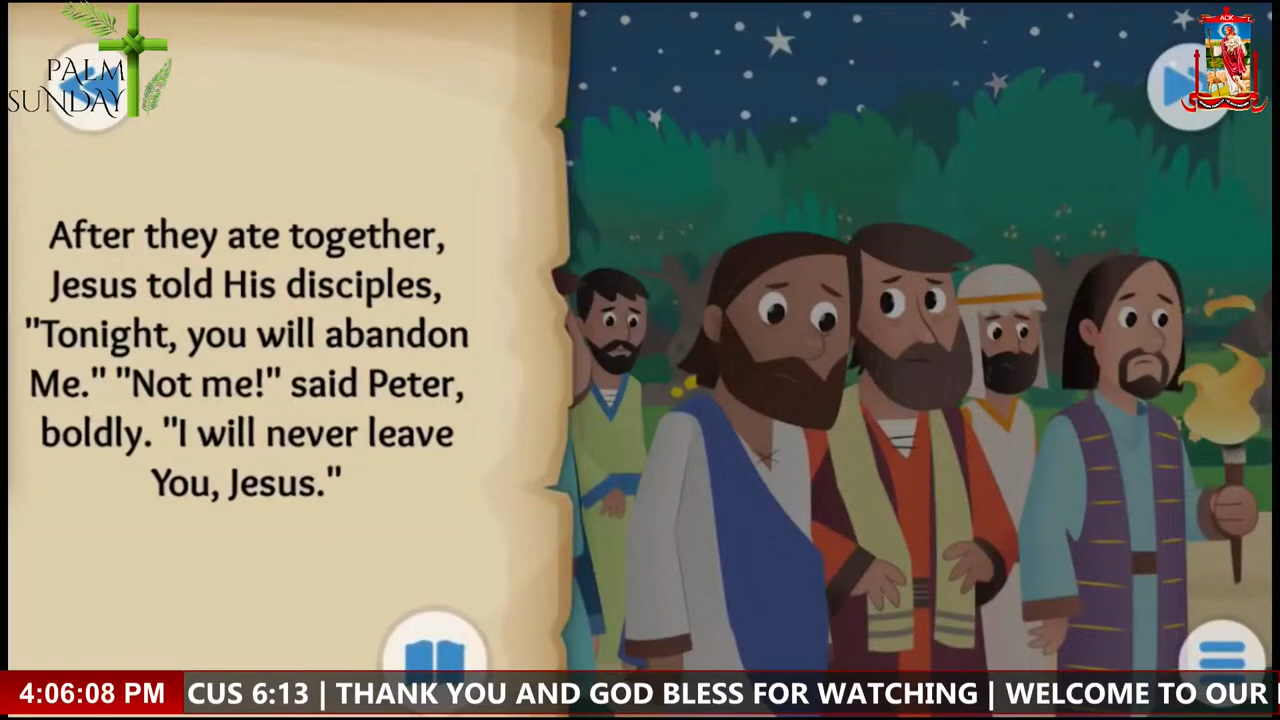 PALM
SUNDAY
ACK
After they ate together,
Jesus told His disciples,
"Tonight, you will abandon
Me." "Not me!" said Peter,
boldly. "I will never leave
You, Jesus."
4:06:08 PM
CUS 6:13 | THANK YOU AND GOD BLESS FOR WATCHING | WELCOME TO OUR